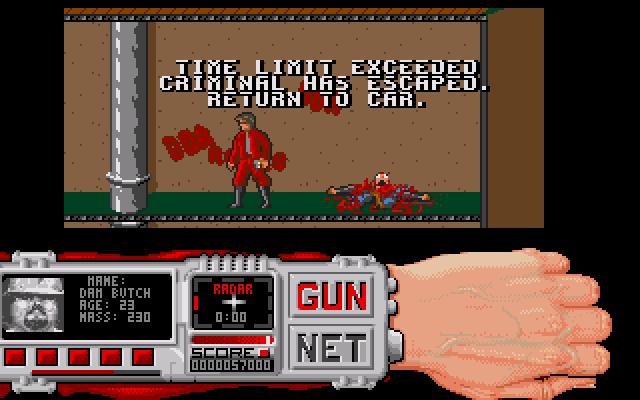 TIME LIMIT EXCEEDED
CRIMINAL HAS ESCAPED.
RETURN TO CAR.
NAME:
DAN BUTCH
AGE: 23
MASS: 230
RADAR
0:00
SCORE
0000057000
GUN
NET